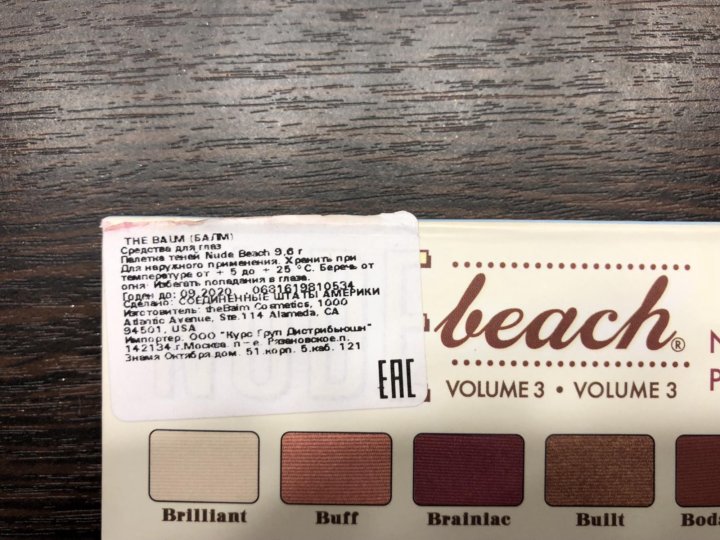 THE BALM (БАЛМ)
Средства для глаз
Палетка теней Nude Beach 9,6 г
Для наружного применения. Хранить при
температуре от + 5 до + 25 °С. Беречь от
огня. Избегать попадания в глаза.
Годен до: 09.2020 0681619810534
Сделано: СОЕДИНЕННЫЕ ШТАТЫ АМЕРИКИ
Изготовитель: theBalm Cosmetics, 1000
Atlantic Avenue, Ste.114 Alameda, CA
94501, USA
Импортер: ООО "Курс Груп Дистрибьюшн"
142134,г.Москва, п-е. Рязановское,п.
Знамя Октября,дом. 51,корп. 5,каб. 121
EAC
beach®
VOLUME 3 • VOLUME 3
N
P
Brilliant Buff Brainiac Built Boda